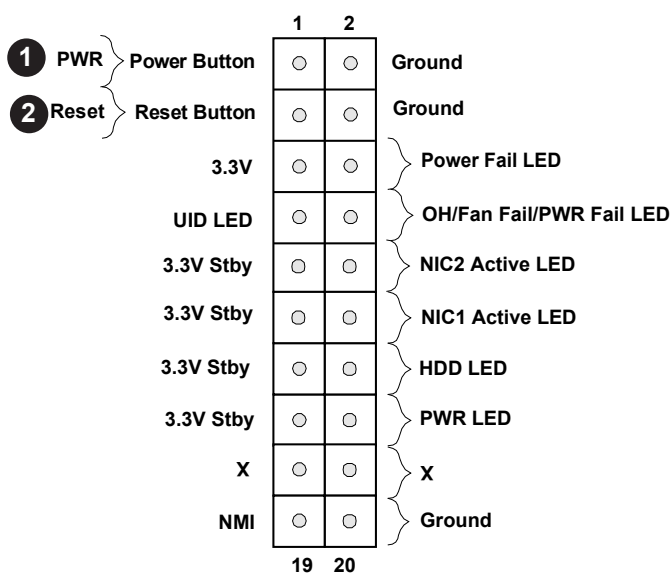 1 2
1 PWR Power Button Ground
2 Reset Reset Button Ground
3.3V Power Fail LED
UID LED OH/Fan Fail/PWR Fail LED
3.3V Stby NIC2 Active LED
3.3V Stby NIC1 Active LED
3.3V Stby HDD LED
3.3V Stby PWR LED
X X
NMI Ground
19 20